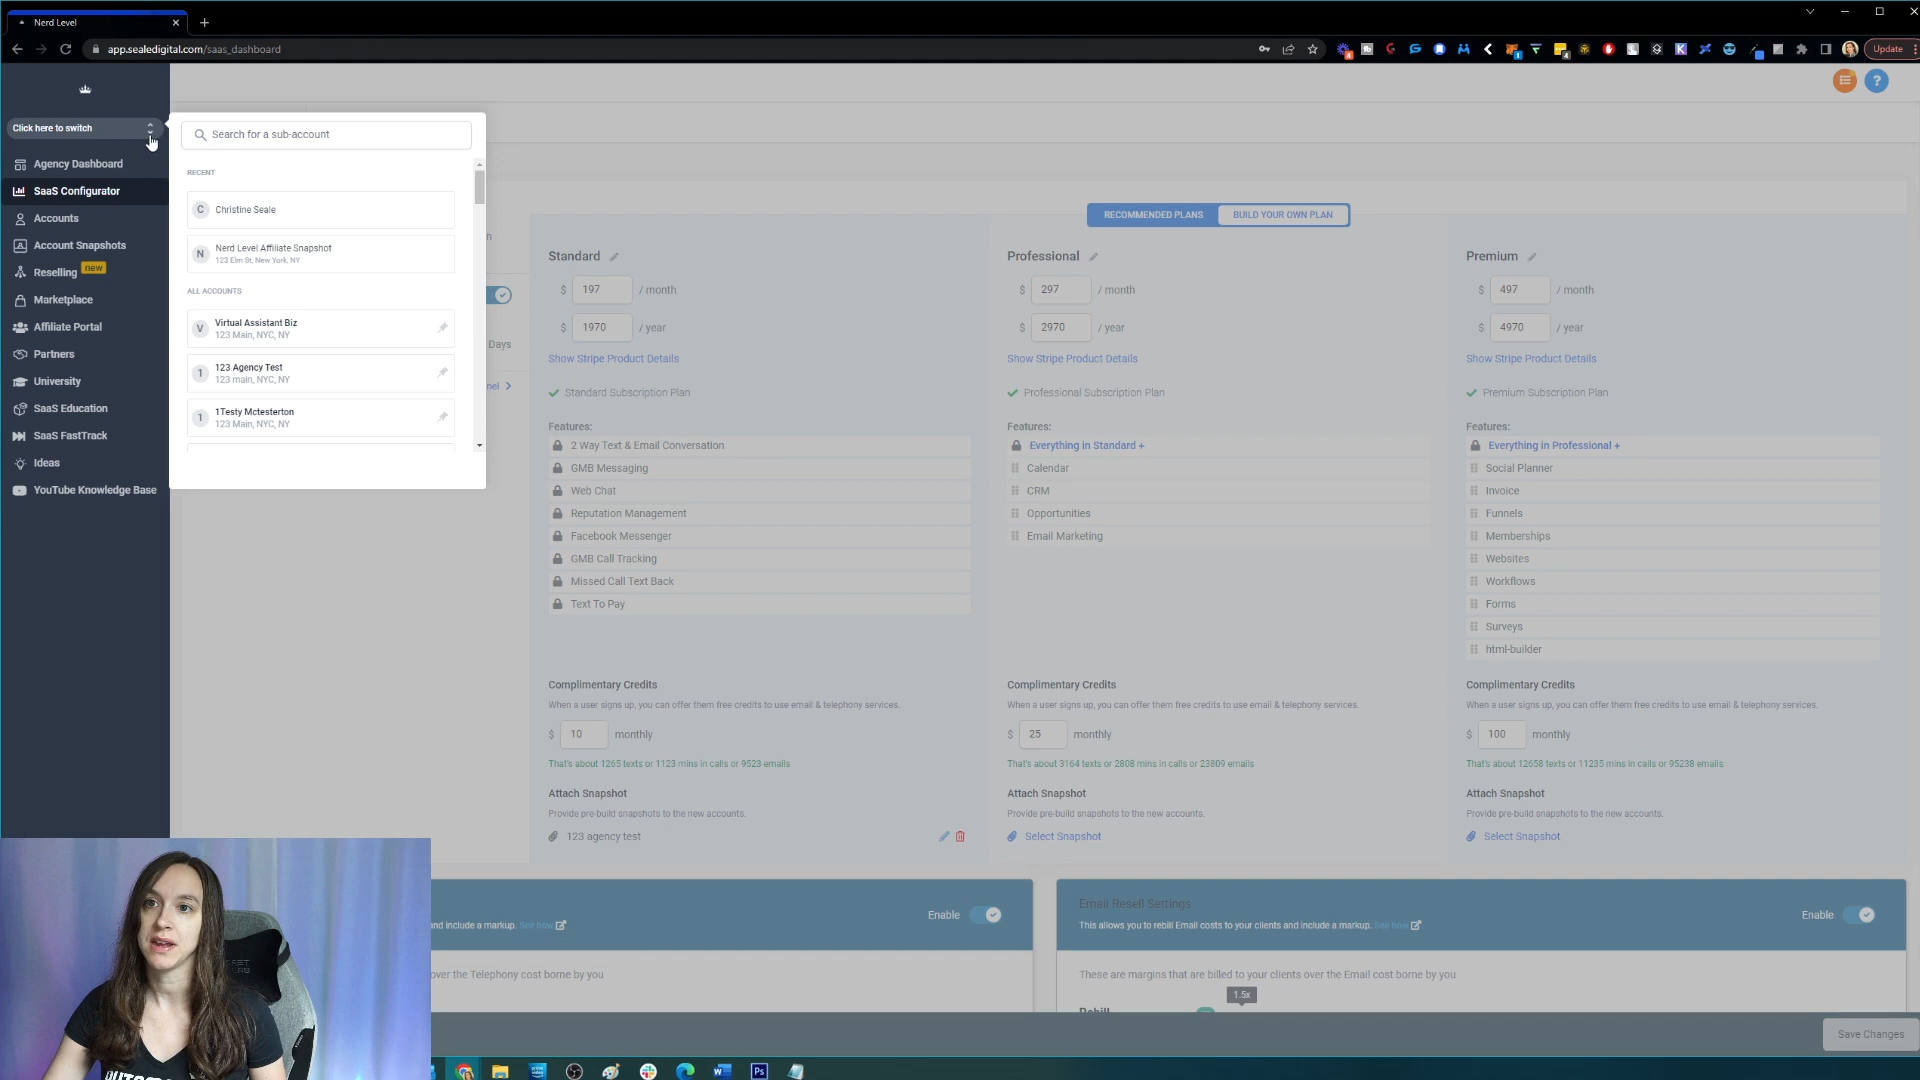 Nerd Level
app.sealedigital.com/saas_dashboard
Update
Click here to switch
Agency Dashboard
SaaS Configurator
Accounts
Account Snapshots
Reselling new
Marketplace
Affiliate Portal
Partners
University
SaaS Education
SaaS FastTrack
Ideas
YouTube Knowledge Base
Search for a sub-account
RECENT
C Christine Seale
N Nerd Level Affiliate Snapshot
123 Elm St, New York, NY
ALL ACCOUNTS
V Virtual Assistant Biz
123 Main, NYC, NY
1 123 Agency Test
123 main, NYC, NY
1 1Testy Mctesterton
123 Main, NYC, NY
Days
RECOMMENDED PLANS BUILD YOUR OWN PLAN
Standard
$ 197 / month
$ 1970 / year
Show Stripe Product Details
Standard Subscription Plan
Features:
2 Way Text & Email Conversation
GMB Messaging
Web Chat
Reputation Management
Facebook Messenger
GMB Call Tracking
Missed Call Text Back
Text To Pay
Complimentary Credits
When a user signs up, you can offer them free credits to use email & telephony services.
$ 10 monthly
That's about 1265 texts or 1123 mins in calls or 9523 emails
Attach Snapshot
Provide pre-build snapshots to the new accounts.
123 agency test
Professional
$ 297 / month
$ 2970 / year
Show Stripe Product Details
Professional Subscription Plan
Features:
Everything in Standard +
Calendar
CRM
Opportunities
Email Marketing
Complimentary Credits
When a user signs up, you can offer them free credits to use email & telephony services.
$ 25 monthly
That's about 3164 texts or 2808 mins in calls or 23809 emails
Attach Snapshot
Provide pre-build snapshots to the new accounts.
Select Snapshot
Premium
$ 497 / month
$ 4970 / year
Show Stripe Product Details
Premium Subscription Plan
Features:
Everything in Professional +
Social Planner
Invoice
Funnels
Memberships
Websites
Workflows
Forms
Surveys
html-builder
Complimentary Credits
When a user signs up, you can offer them free credits to use email & telephony services.
$ 100 monthly
That's about 12658 texts or 11235 mins in calls or 95238 emails
Attach Snapshot
Provide pre-build snapshots to the new accounts.
Select Snapshot
and include a markup. See how
Enable
over the Telephony cost borne by you
Email Resell Settings
This allows you to rebill Email costs to your clients and include a markup. See how
Enable
These are margins that are billed to your clients over the Email cost borne by you
1.5x
Rebill
Save Changes